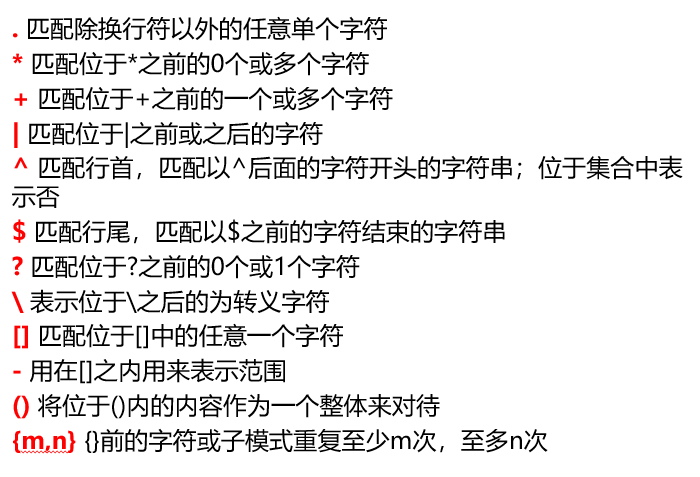 . 匹配除换行符以外的任意单个字符
* 匹配位于*之前的0个或多个字符
+ 匹配位于+之前的一个或多个字符
| 匹配位于|之前或之后的字符
^ 匹配行首，匹配以^后面的字符开头的字符串；位于集合中表
示否
$ 匹配行尾，匹配以$之前的字符结束的字符串
? 匹配位于?之前的0个或1个字符
\ 表示位于\之后的为转义字符
[] 匹配位于[]中的任意一个字符
- 用在[]之内用来表示范围
() 将位于()内的内容作为一个整体来对待
{m,n} {}前的字符或子模式重复至少m次，至多n次